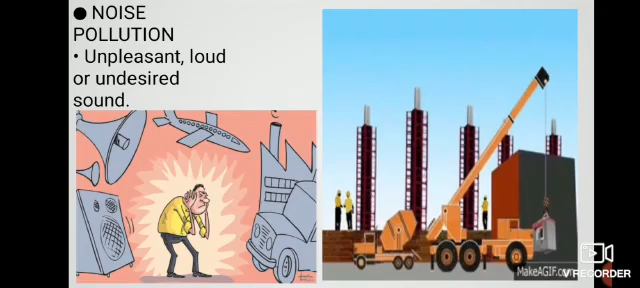 ● NOISE
POLLUTION
• Unpleasant, loud
or undesired
sound.
MakeAGIF.com
V RECORDER